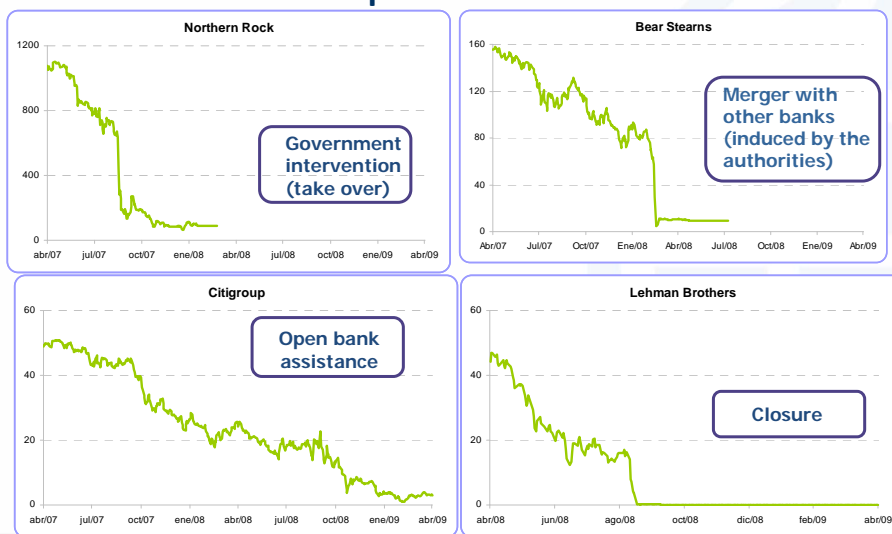 Northern Rock
1200
800
400
0
abr/07 jul/07 oct/07 ene/08 abr/08 jul/08 oct/08 ene/09 abr/09
Government
intervention
(take over)
Bear Stearns
160
120
80
40
0
Abr/07 Jul/07 Oct/07 Ene/08 Abr/08 Jul/08 Oct/08 Ene/09 Abr/09
Merger with
other banks
(induced by the
authorities)
Citigroup
60
40
20
0
abr/07 jul/07 oct/07 ene/08 abr/08 jul/08 oct/08 ene/09 abr/09
Open bank
assistance
Lehman Brothers
60
40
20
0
abr/08 jun/08 ago/08 oct/08 dic/08 feb/09 abr/09
Closure